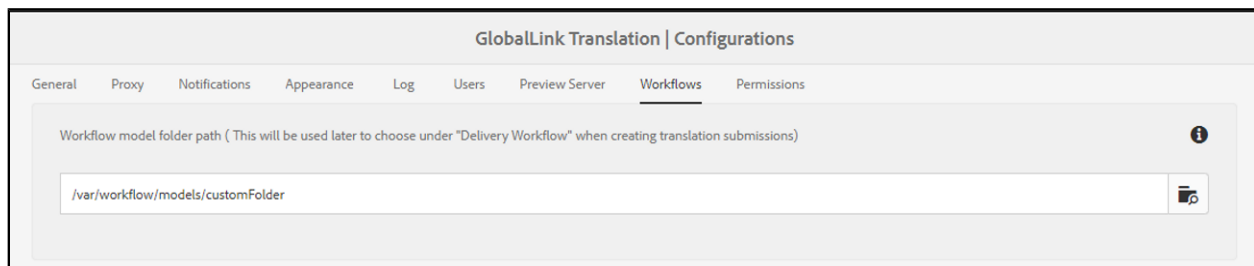 GlobalLink Translation | Configurations
General Proxy Notifications Appearance Log Users Preview Server Workflows Permissions
Workflow model folder path ( This will be used later to choose under "Delivery Workflow" when creating translation submissions)
/var/workflow/models/customFolder